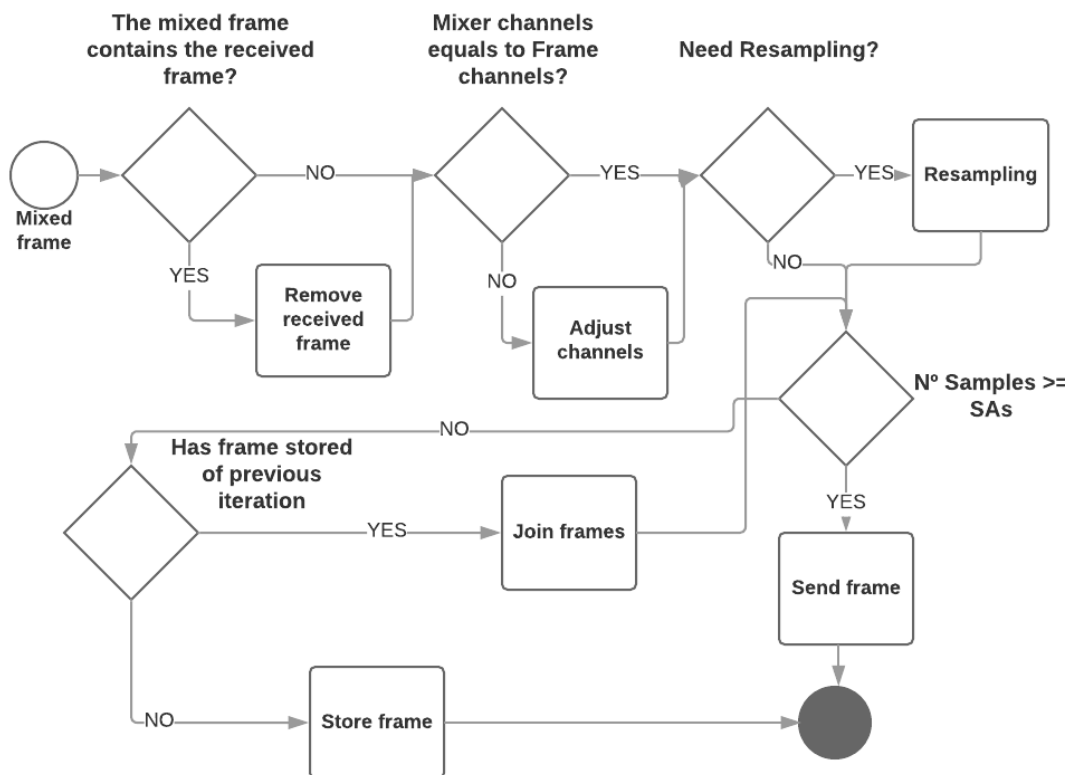 The mixed frame
contains the received
frame?
Mixer channels
equals to Frame
channels?
Need Resampling?
Mixed
frame
NO
YES
Remove
received
frame
YES
NO
Adjust
channels
YES
Resampling
NO
Nº Samples >=
SAs
NO
YES
Has frame stored
of previous
iteration
YES
Join frames
Send frame
NO
Store frame